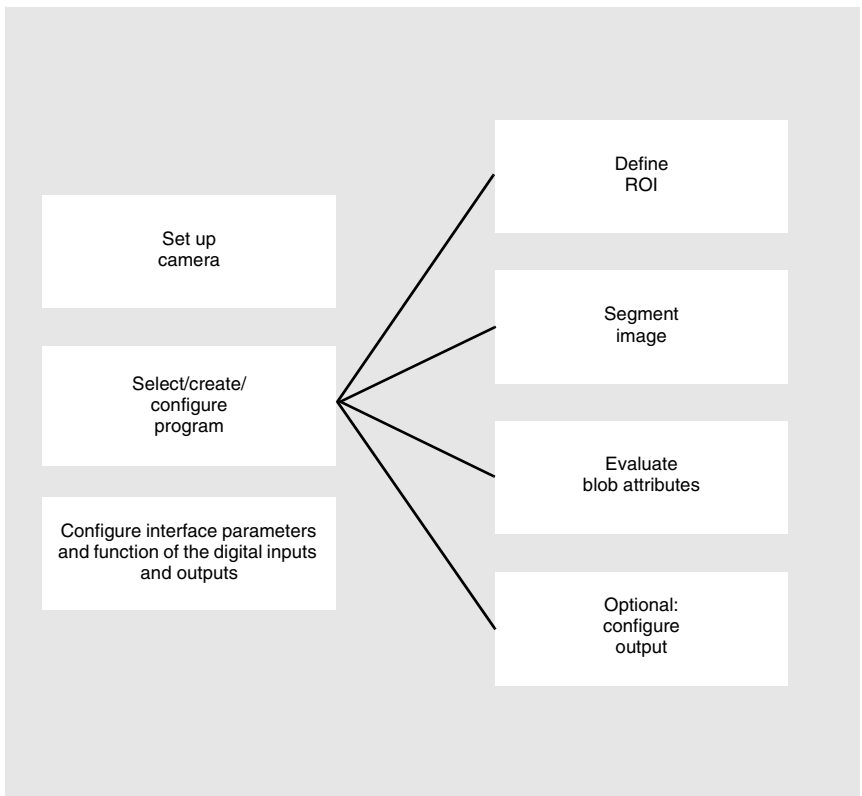 Set up
camera
Select/create/
configure
program
Configure interface parameters
and function of the digital inputs
and outputs
Define
ROI
Segment
image
Evaluate
blob attributes
Optional:
configure
output